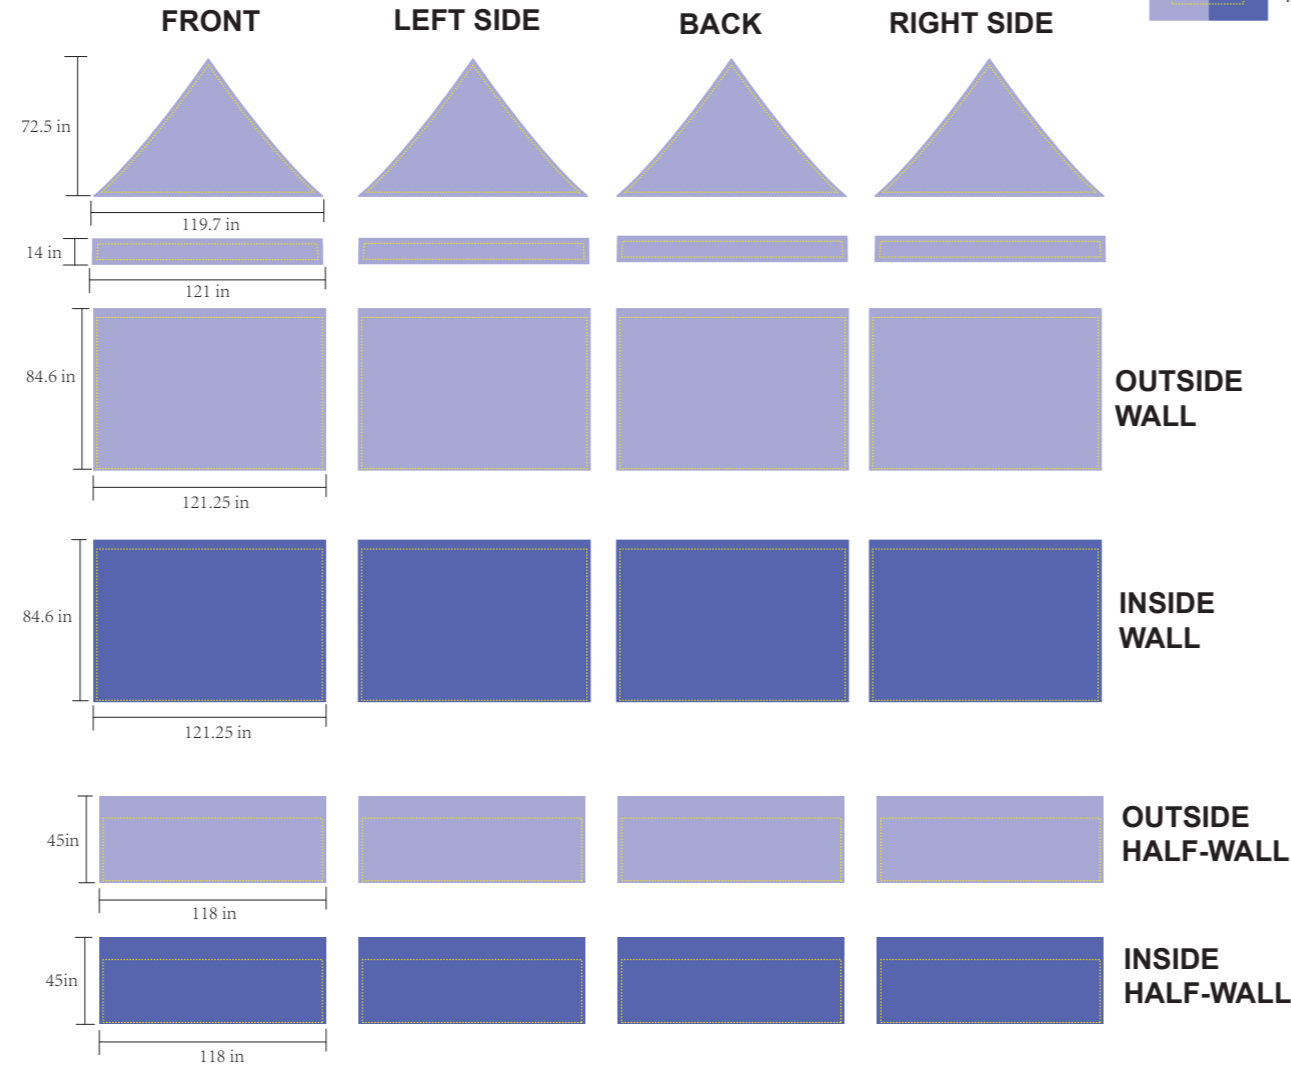 FRONT
LEFT SIDE
BACK
RIGHT SIDE
72.5 in
119.7 in
14 in
121 in
84.6 in
121.25 in
OUTSIDE
WALL
84.6 in
121.25 in
INSIDE
WALL
45in
118 in
OUTSIDE
HALF-WALL
45in
118 in
INSIDE
HALF-WALL